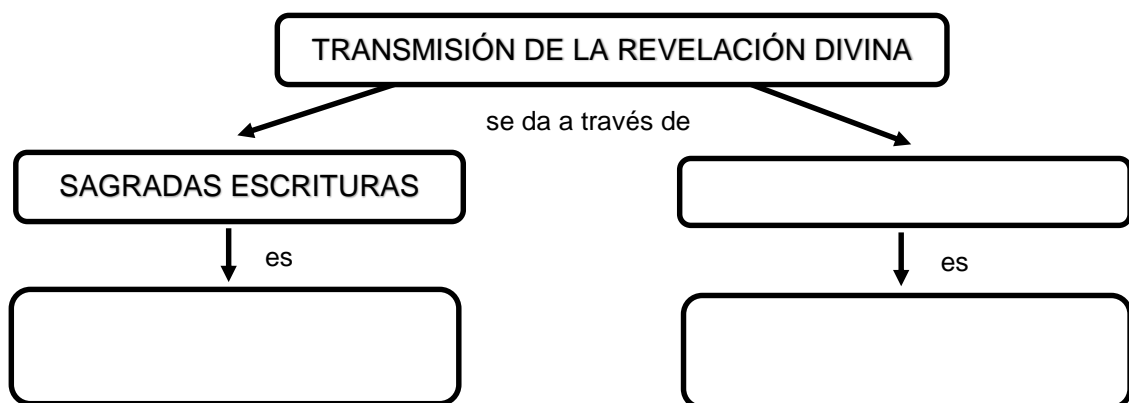 TRANSMISIÓN DE LA REVELACIÓN DIVINA
se da a través de
SAGRADAS ESCRITURAS
es
es